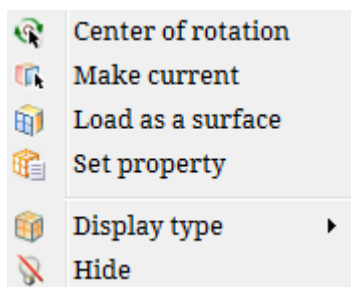 Center of rotation
Make current
Load as a surface
Set property
Display type
Hide